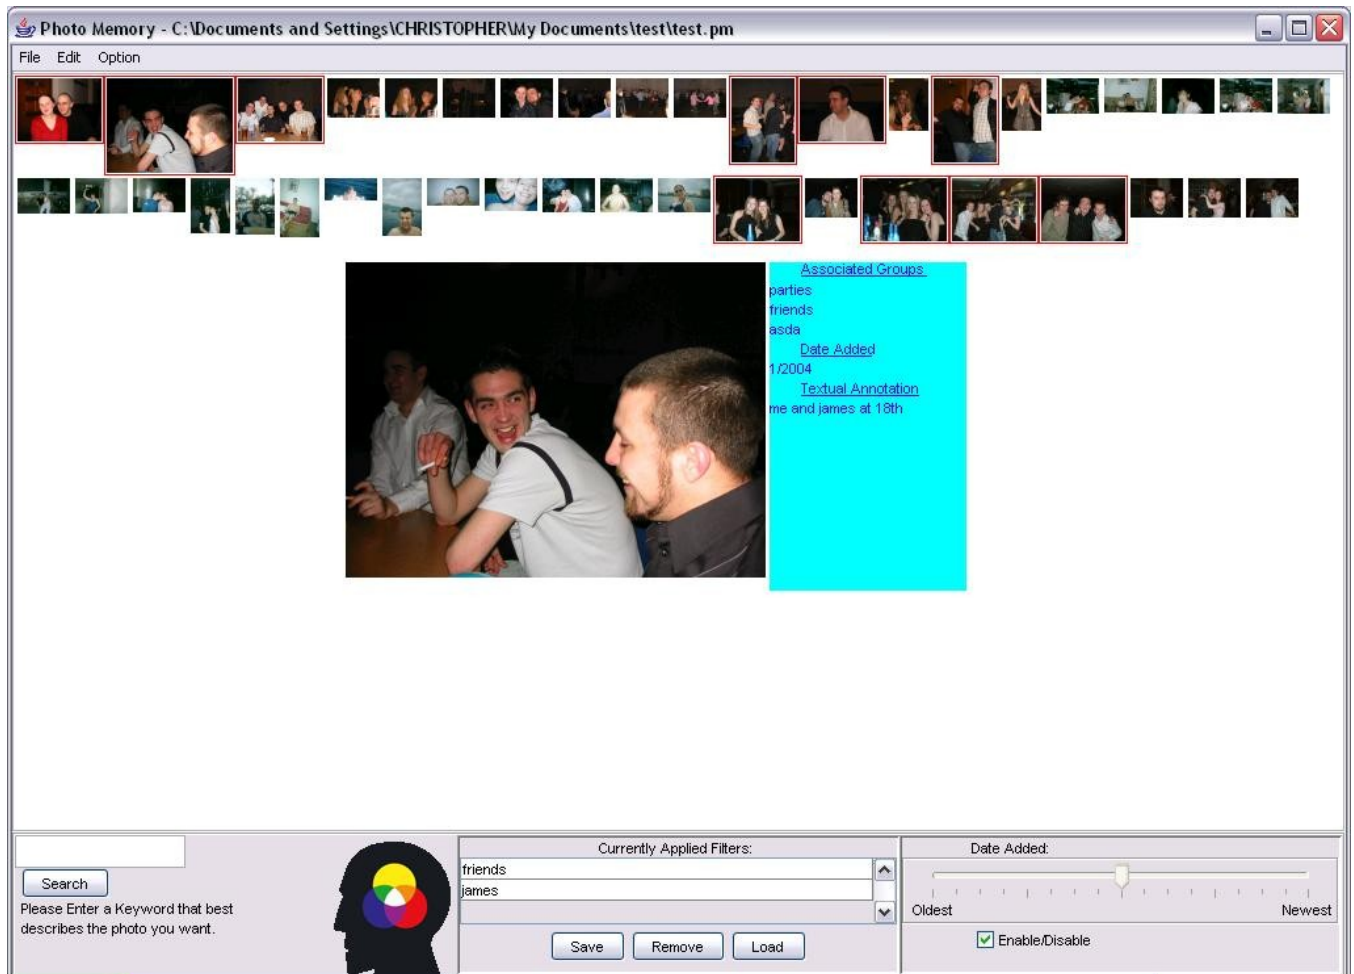 Photo Memory - C:\Documents and Settings\CHRISTOPHER\My Documents\test\test.pm
File Edit Option
Associated Groups
parties
friends
asda
Date Added
1/2004
Textual Annotation
me and james at 18th
Search
Please Enter a Keyword that best
describes the photo you want.
Currently Applied Filters:
friends
james
Save Remove Load
Date Added:
Oldest Newest
Enable/Disable